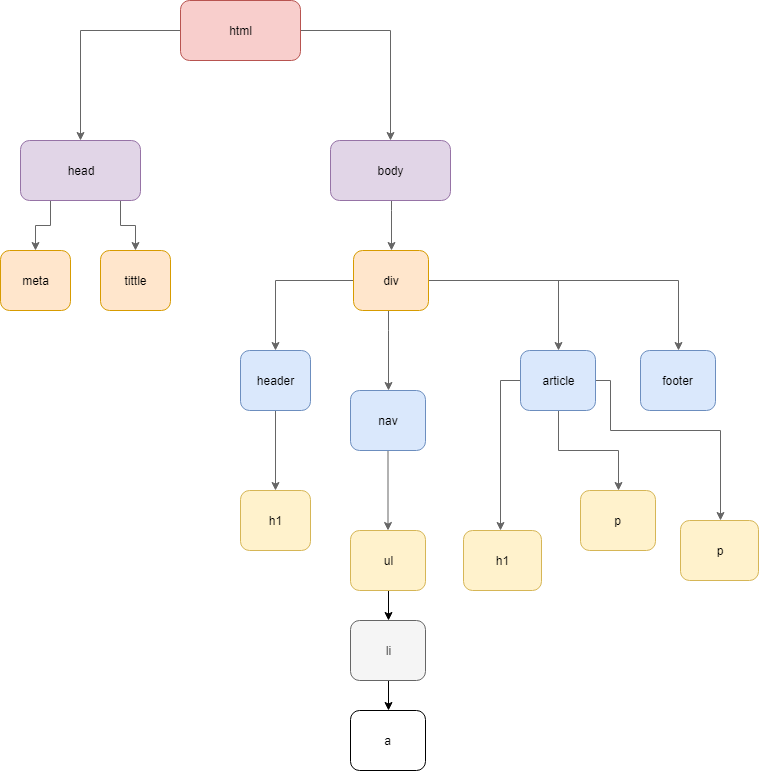 html
head
body
meta
tittle
div
header
nav
article
footer
h1
ul
h1
p
p
li
a